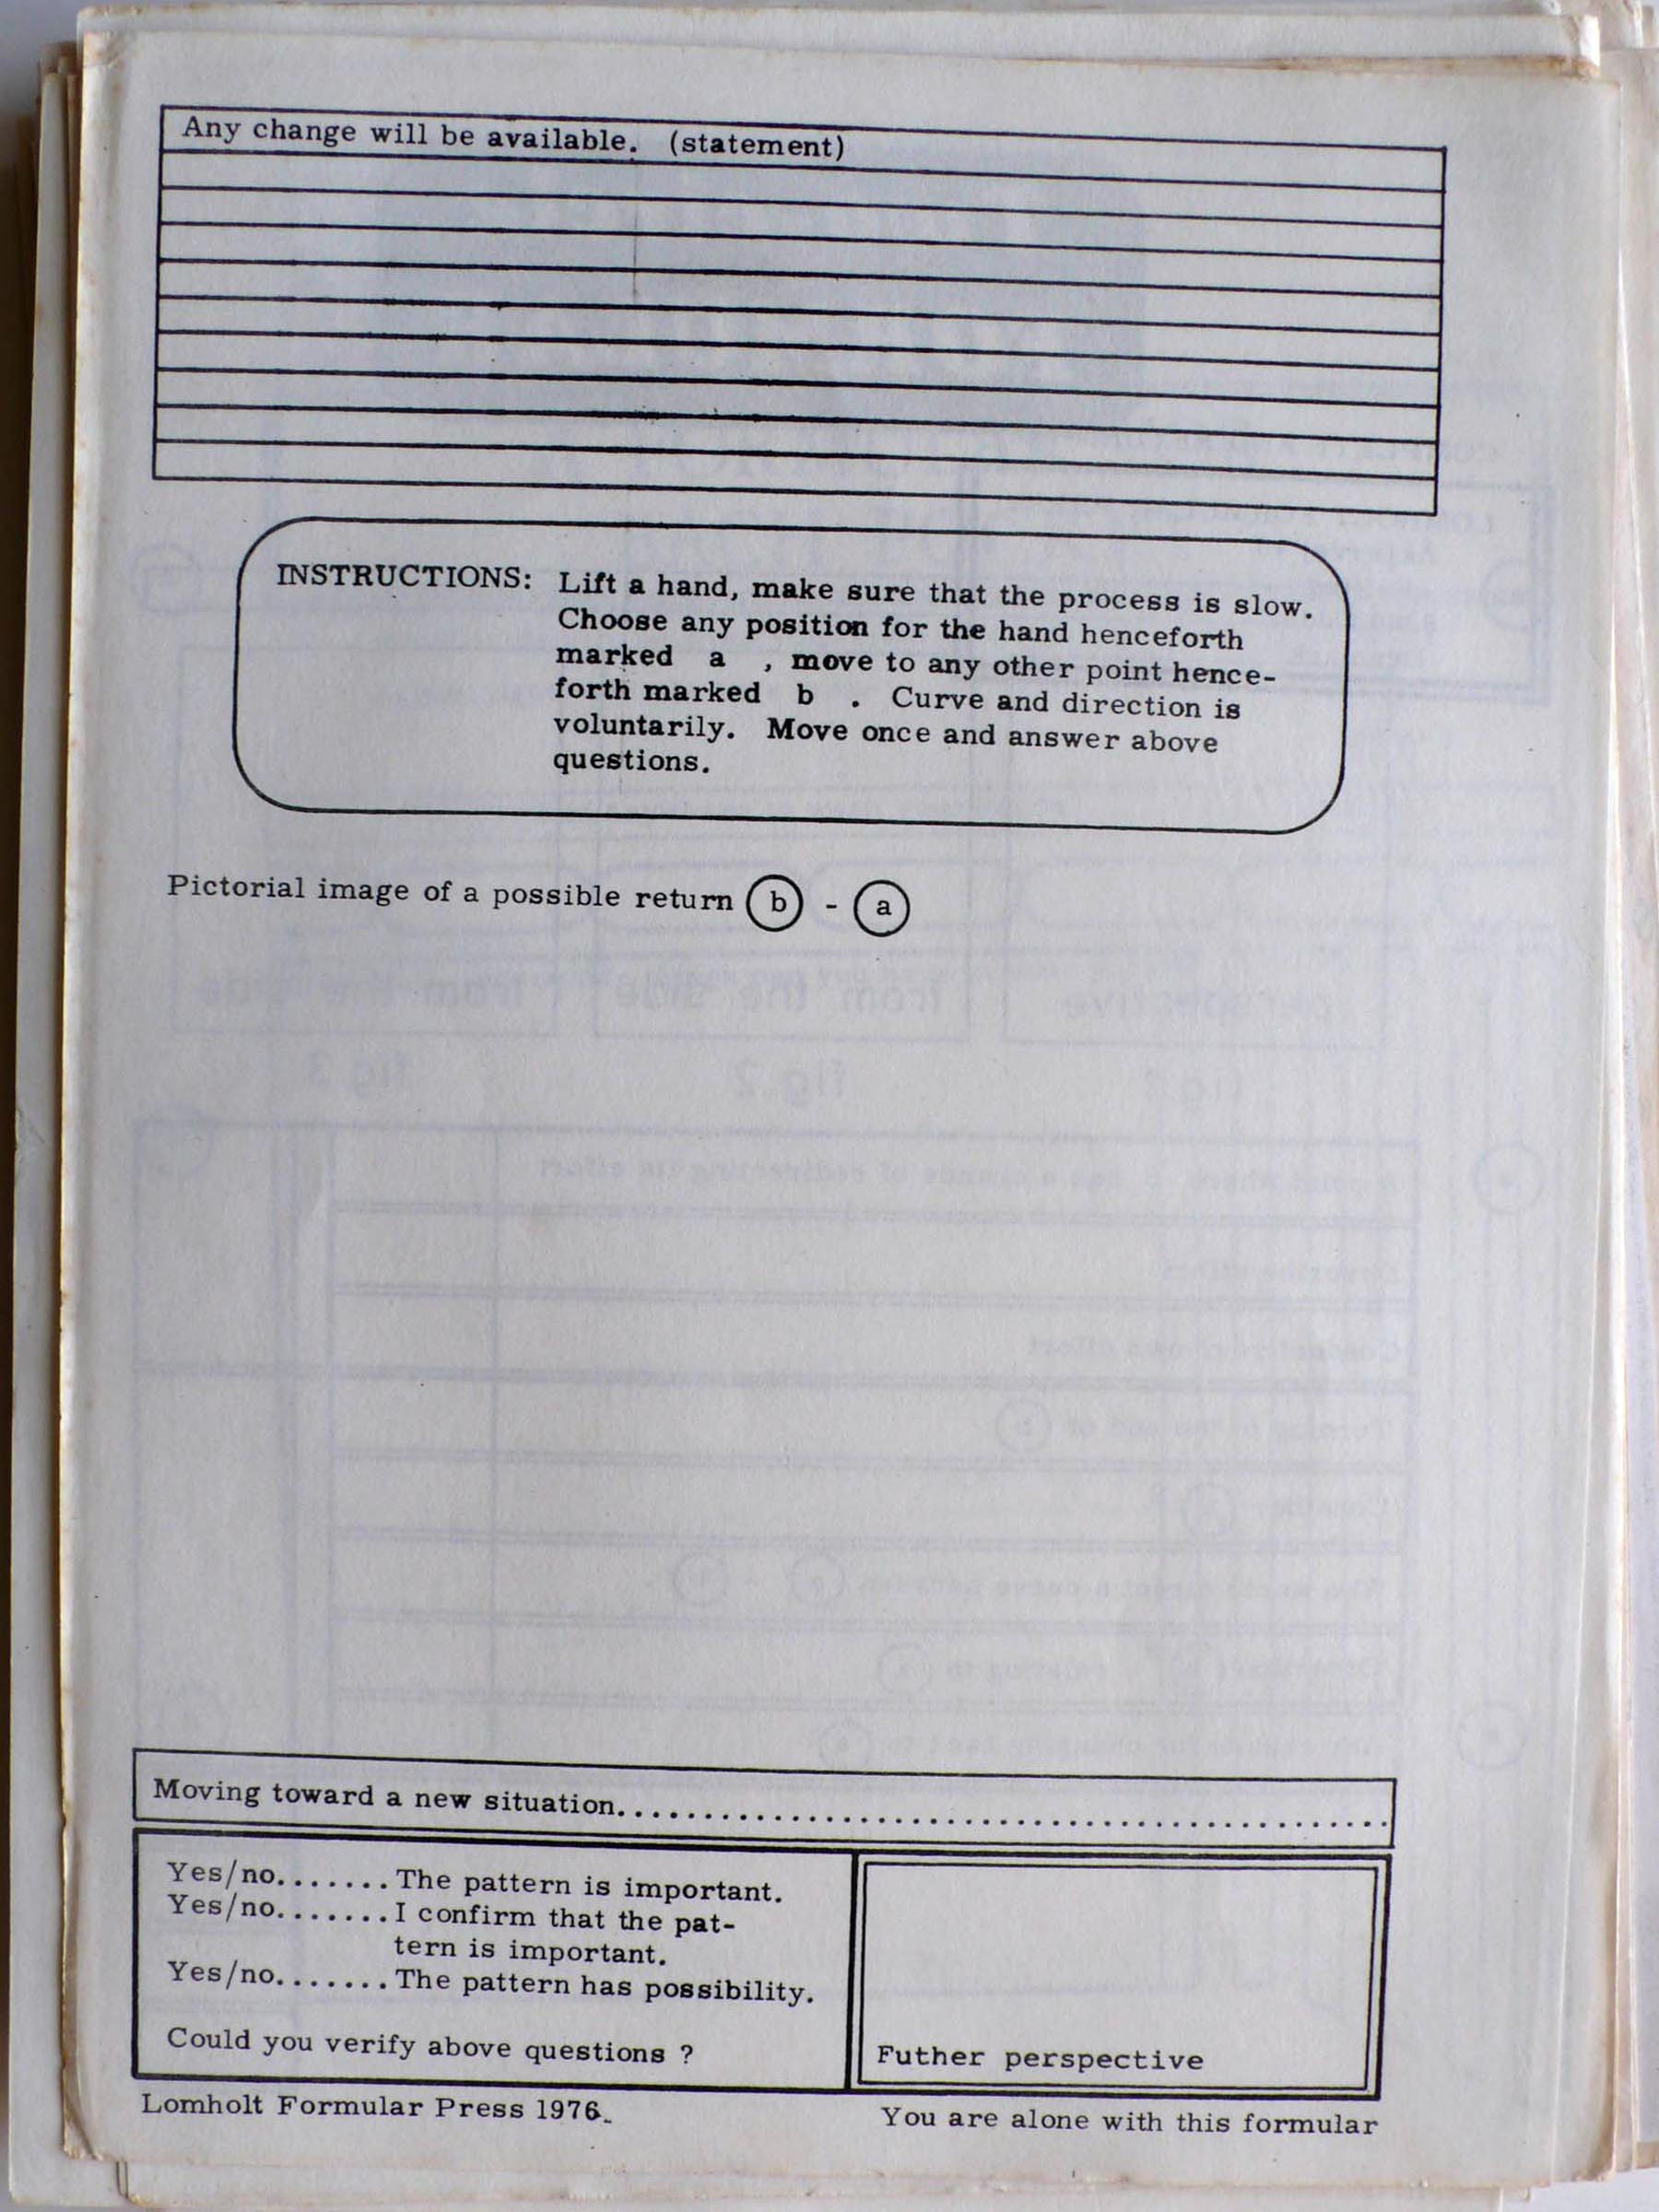 Any change will be available. (statement)
INSTRUCTIONS: Lift a hand, make sure that the process is slow.
Choose any position for the hand henceforth
marked a , move to any other point hence-
forth marked b . Curve and direction is
voluntarily. Move once and answer above
questions.
Pictorial image of a possible return b - a
Moving toward a new situation......................................................
Yes/no.......The pattern is important.
Yes/no.......I confirm that the pat-
tern is important.
Yes/no.......The pattern has possibility.
Could you verify above questions ?
Futher perspective
Lomholt Formular Press 1976.
You are alone with this formular